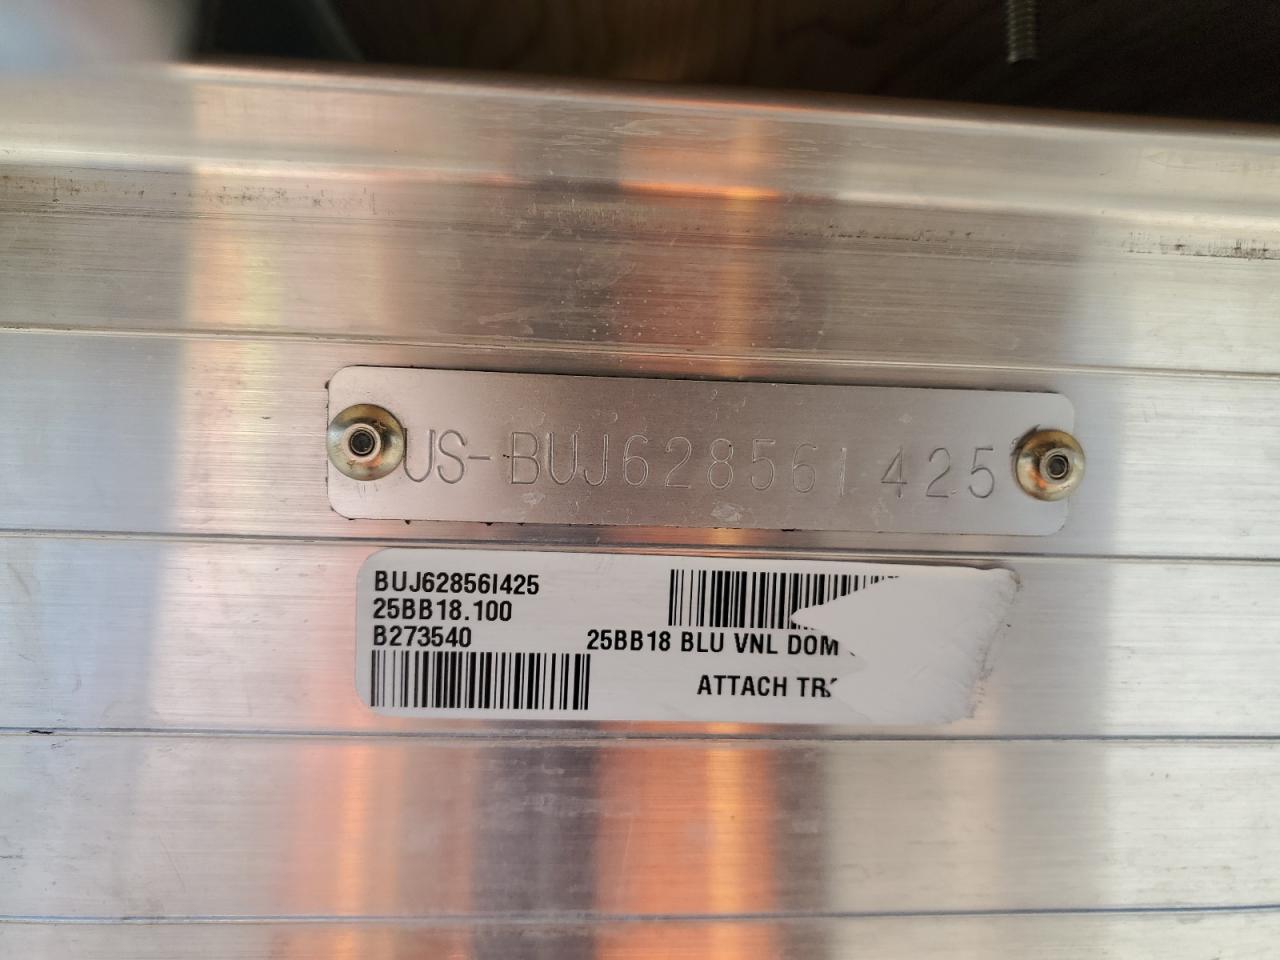 US-BUJ62856I425
BUJ62856I425
25BB18.100
B273540
25BB18 BLU VNL DOM
ATTACH